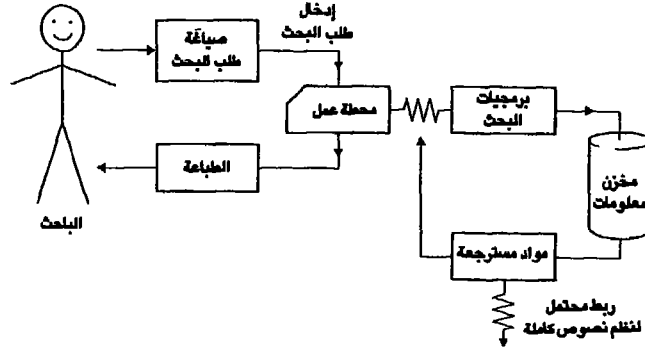 إدخال
طلب البحث
صياغة
طلب البحث
محطة عمل
برمجيات
البحث
مخزن
معلومات
الطباعة
الباحث
مواد مسترجعة
ربط محتمل
لنظم نصوص كاملة